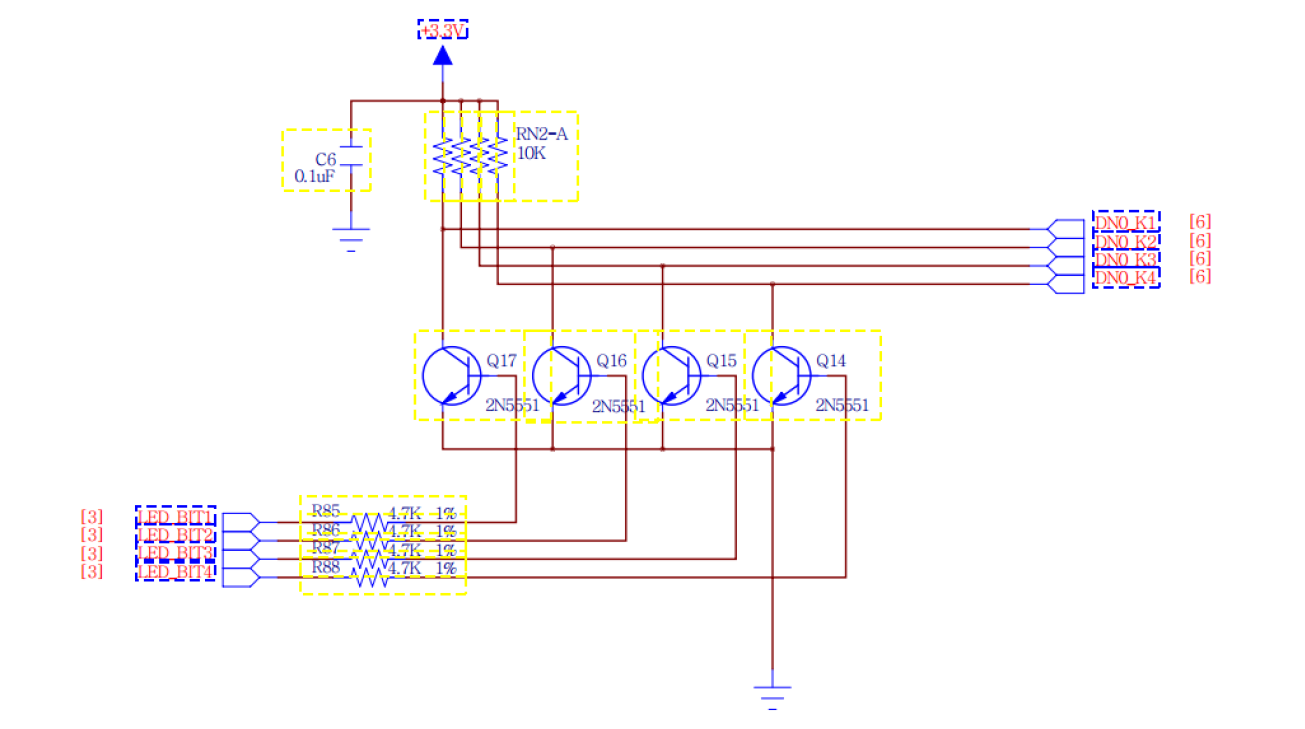 +3.3V
RN2-A
10K
C6
0.1uF
DN0_K1 [6]
DN0_K2 [6]
DN0_K3 [6]
DN0_K4 [6]
Q17 Q16 Q15 Q14
2N5551 2N5551 2N5551 2N5551
[3] LED_BIT1 R85 4.7K 1%
[3] LED_BIT2 R86 4.7K 1%
[3] LED_BIT3 R87 4.7K 1%
[3] LED_BIT4 R88 4.7K 1%